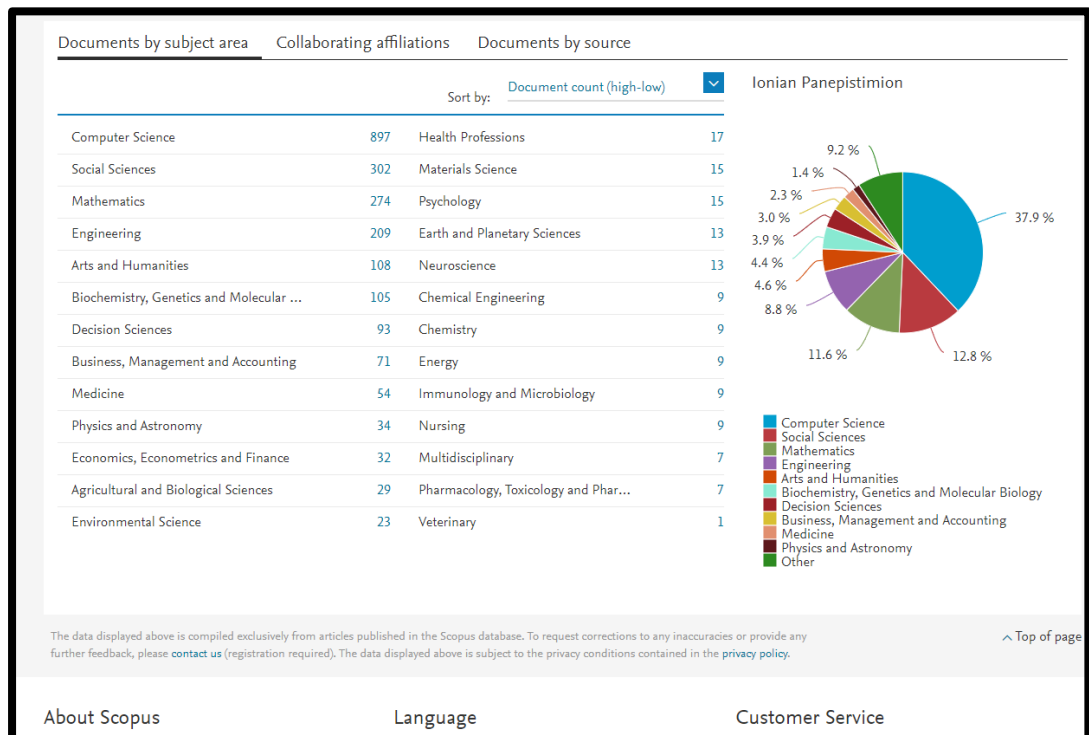 Documents by subject area Collaborating affiliations Documents by source
Sort by: Document count (high-low)
Computer Science 897 Health Professions 17
Social Sciences 302 Materials Science 15
Mathematics 274 Psychology 15
Engineering 209 Earth and Planetary Sciences 13
Arts and Humanities 108 Neuroscience 13
Biochemistry, Genetics and Molecular ... 105 Chemical Engineering 9
Decision Sciences 93 Chemistry 9
Business, Management and Accounting 71 Energy 9
Medicine 54 Immunology and Microbiology 9
Physics and Astronomy 34 Nursing 9
Economics, Econometrics and Finance 32 Multidisciplinary 7
Agricultural and Biological Sciences 29 Pharmacology, Toxicology and Phar... 7
Environmental Science 23 Veterinary 1
Ionian Panepistimion
9.2 %
1.4 %
2.3 %
3.0 %
3.9 %
4.4 %
4.6 %
8.8 %
11.6 %
12.8 %
37.9 %
Computer Science
Social Sciences
Mathematics
Engineering
Arts and Humanities
Biochemistry, Genetics and Molecular Biology
Decision Sciences
Business, Management and Accounting
Medicine
Physics and Astronomy
Other
The data displayed above is compiled exclusively from articles published in the Scopus database. To request corrections to any inaccuracies or provide any
further feedback, please contact us (registration required). The data displayed above is subject to the privacy conditions contained in the privacy policy.
Top of page
About Scopus Language Customer Service